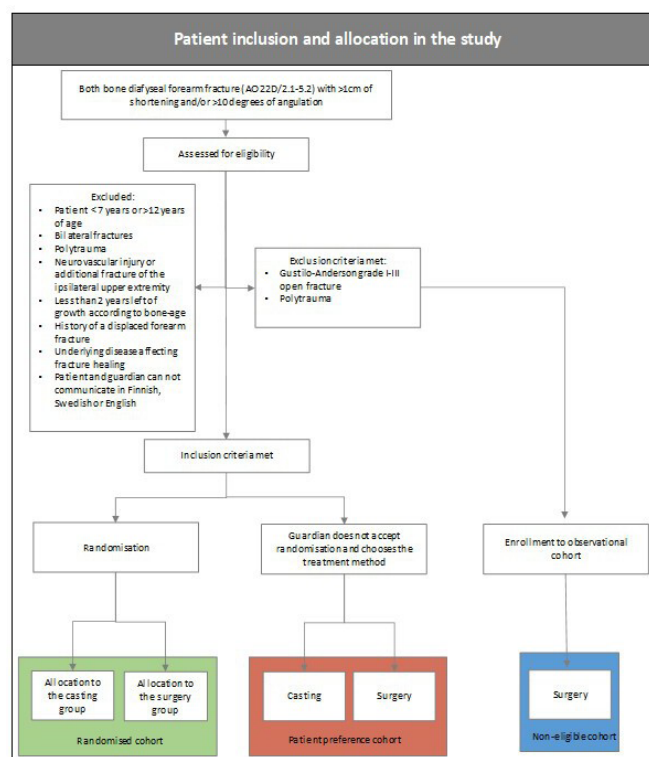 Patient inclusion and allocation in the study
Both bone diafyseal forearm fracture (AO 22D/2.1-5.2) with >1cm of
shortening and/or >10 degrees of angulation
Assessed for eligibility
Excluded:
• Patient <7 years or >12 years
of age
• Bilateral fractures
• Polytrauma
• Neurovascular injury or
additional fracture of the
ipsilateral upper extremity
• Less than 2 years left of
growth according to bone-age
• History of a displaced forearm
fracture
• Underlying disease affecting
fracture healing
• Patient and guardian can not
communicate in Finnish,
Swedish or English
Exclusion criteria met:
• Gustilo-Anderson grade I-III
open fracture
• Polytrauma
Inclusion criteria met
Randomisation
Guardian does not accept
randomisation and chooses the
treatment method
Enrollment to observational
cohort
Allocation to
the casting
group
Allocation to
the surgery
group
Randomised cohort
Casting
Surgery
Patient preference cohort
Surgery
Non-eligible cohort